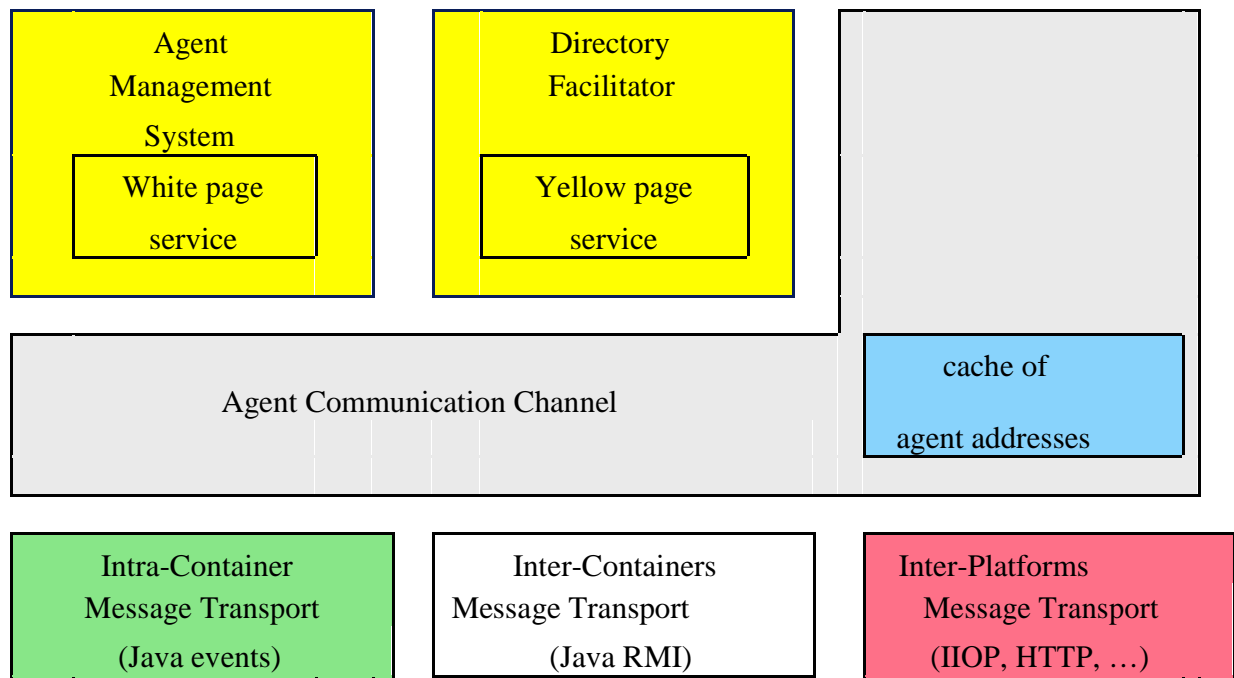 Agent
Management
System
White page
service
Directory
Facilitator
Yellow page
service
Agent Communication Channel
cache of
agent addresses
Intra-Container
Message Transport
(Java events)
Inter-Containers
Message Transport
(Java RMI)
Inter-Platforms
Message Transport
(IIOP, HTTP, …)